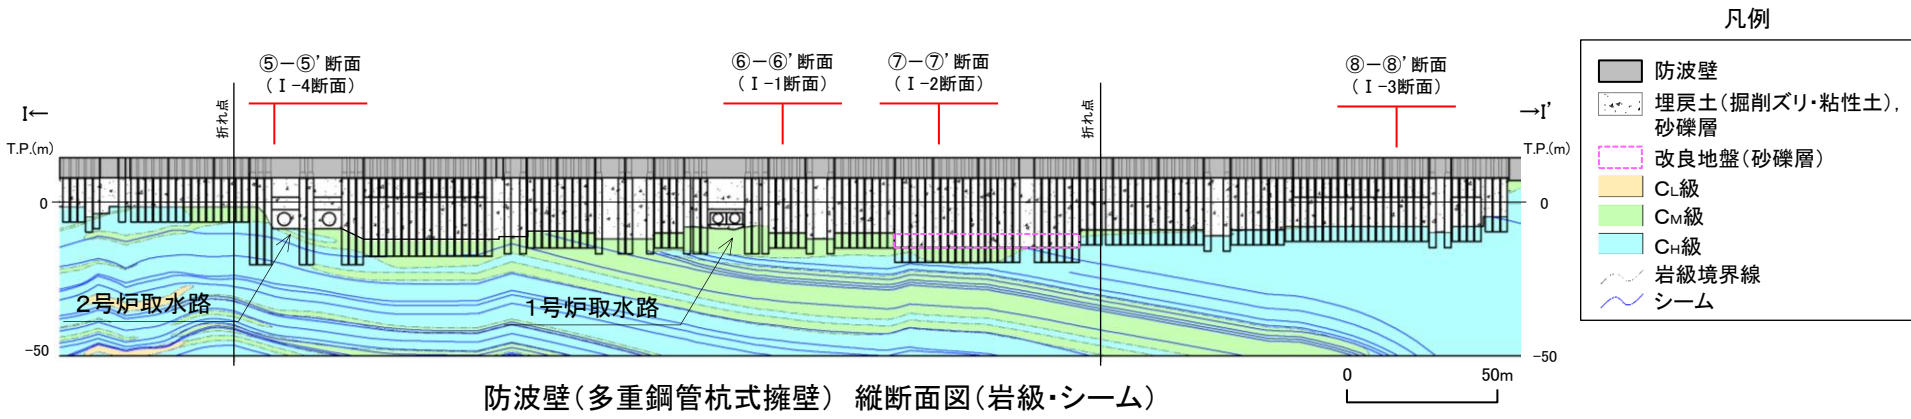 凡例
防波壁
埋戻土(掘削ズリ・粘性土),
砂礫層
改良地盤(砂礫層)
CL級
CM級
CH級
岩級境界線
シーム
⑤-⑤'断面
(Ⅰ-4断面)
⑥-⑥'断面
(Ⅰ-1断面)
⑦-⑦'断面
(Ⅰ-2断面)
⑧-⑧'断面
(Ⅰ-3断面)
I←
→I'
折れ点
折れ点
T.P.(m)
T.P.(m)
0
0
2号炉取水路
1号炉取水路
-50
-50
防波壁(多重鋼管杭式擁壁) 縦断面図(岩級・シーム)
0 50m